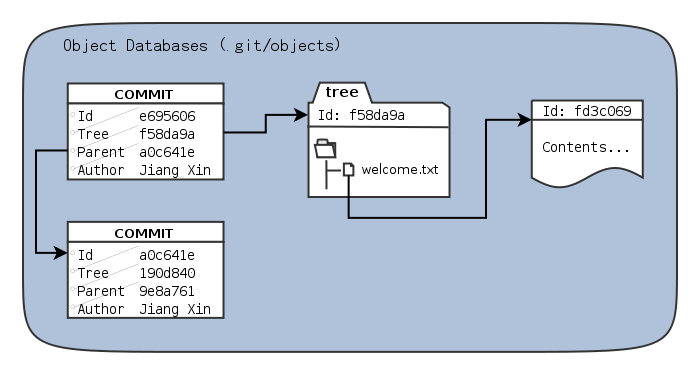 Object Databases (.git/objects)
COMMIT
Id e695606
Tree f58da9a
Parent a0c641e
Author Jiang Xin
tree
Id: f58da9a
welcome.txt
Id: fd3c069
Contents...
COMMIT
Id a0c641e
Tree 190d840
Parent 9e8a761
Author Jiang Xin